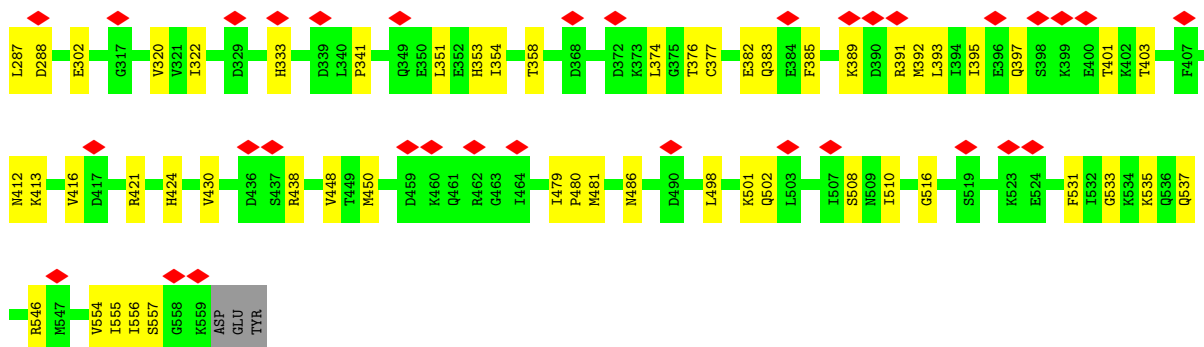 L287 D288 E302 G317 V320 V321 I322 D329 H333 D339 L340 P341 Q349 E350 L351 E352 H353 I354 T358 D368 D372 K373 L374 G375 T376 C377 E382 Q383 E384 F385 K389 D390 R391 M392 L393 I394 I395 E396 Q397 S398 K399 E400 T401 K402 T403 F407
N412 K413 V416 D417 R421 H424 V430 D436 S437 R438 V448 T449 M450 D459 K460 Q461 R462 G463 I464 I479 P480 M481 N486 D490 L498 K501 Q502 L503 I507 S508 N509 I510 G516 S519 K523 E524 F531 I532 G533 K534 K535 Q536 Q537
R546 M547 V554 I555 I556 S557 G558 K559 ASP GLU TYR